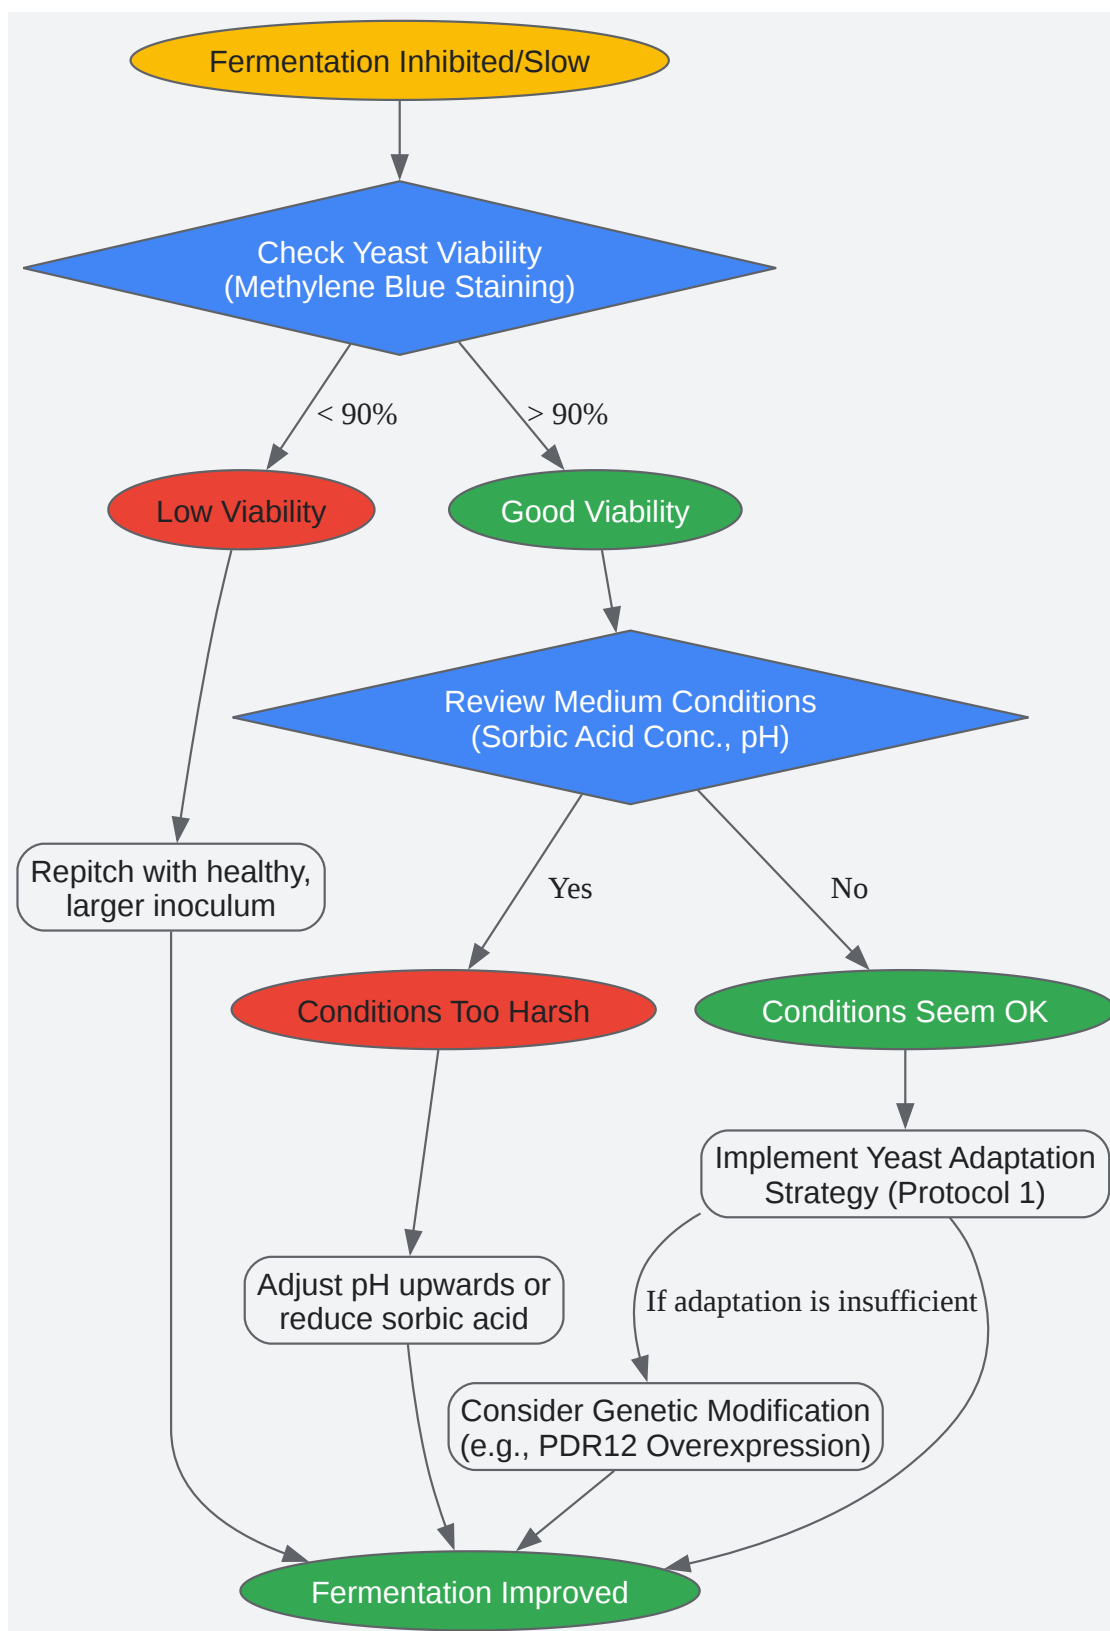 Fermentation Inhibited/Slow
Check Yeast Viability
(Methylene Blue Staining)
< 90%
> 90%
Low Viability
Good Viability
Review Medium Conditions
(Sorbic Acid Conc., pH)
Repitch with healthy,
larger inoculum
Yes
No
Conditions Too Harsh
Conditions Seem OK
Implement Yeast Adaptation
Strategy (Protocol 1)
Adjust pH upwards or
reduce sorbic acid
If adaptation is insufficient
Consider Genetic Modification
(e.g., PDR12 Overexpression)
Fermentation Improved